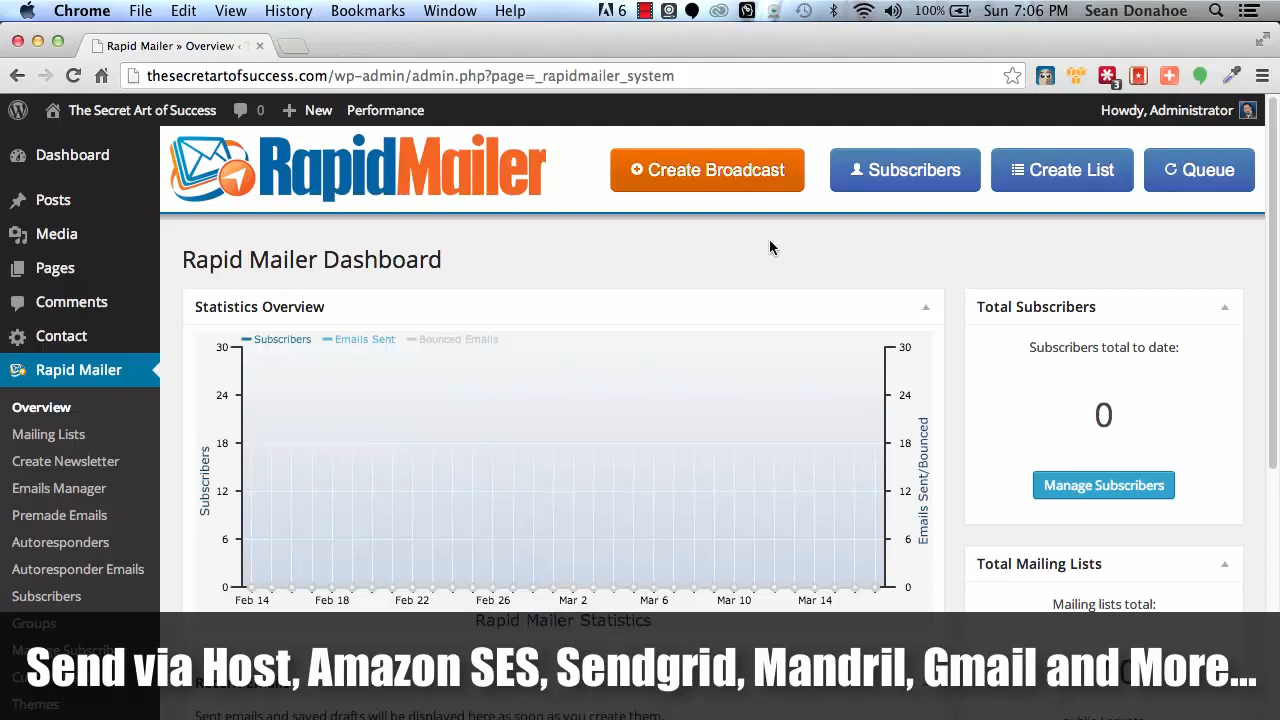 Chrome File Edit View History Bookmarks Window Help 6 100% Sun 7:06 PM Sean Donahoe
Rapid Mailer » Overview ‹
thesecretartofsuccess.com/wp-admin/admin.php?page=_rapidmailer_system
3
The Secret Art of Success 0 New Performance Howdy, Administrator
RapidMailer
Create Broadcast Subscribers Create List Queue
Dashboard
Posts
Media
Pages
Comments
Contact
Rapid Mailer
Overview
Mailing Lists
Create Newsletter
Emails Manager
Premade Emails
Autoresponders
Autoresponder Emails
Subscribers
Groups
Themes
Rapid Mailer Dashboard
Statistics Overview
Subscribers Emails Sent Bounced Emails
30 30
24 24
18 18
12 12
6 6
0 0
Subscribers
Emails Sent/Bounced
Feb 14 Feb 18 Feb 22 Feb 26 Mar 2 Mar 6 Mar 10 Mar 14
Rapid Mailer Statistics
Total Subscribers
Subscribers total to date:
0
Manage Subscribers
Total Mailing Lists
Mailing lists total:
Send via Host, Amazon SES, Sendgrid, Mandril, Gmail and More...
Sent emails and saved drafts will be displayed here as soon as you create them.